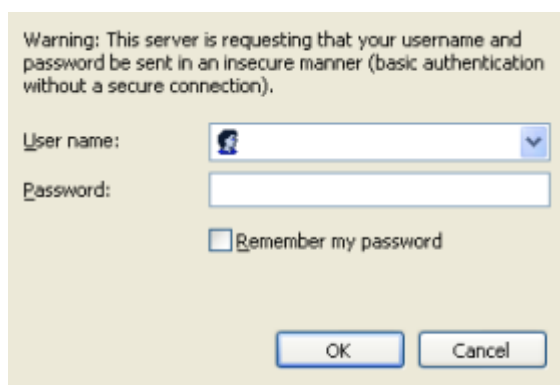 Warning: This server is requesting that your username and
password be sent in an insecure manner (basic authentication
without a secure connection).
User name:
Password:
Remember my password
OK Cancel